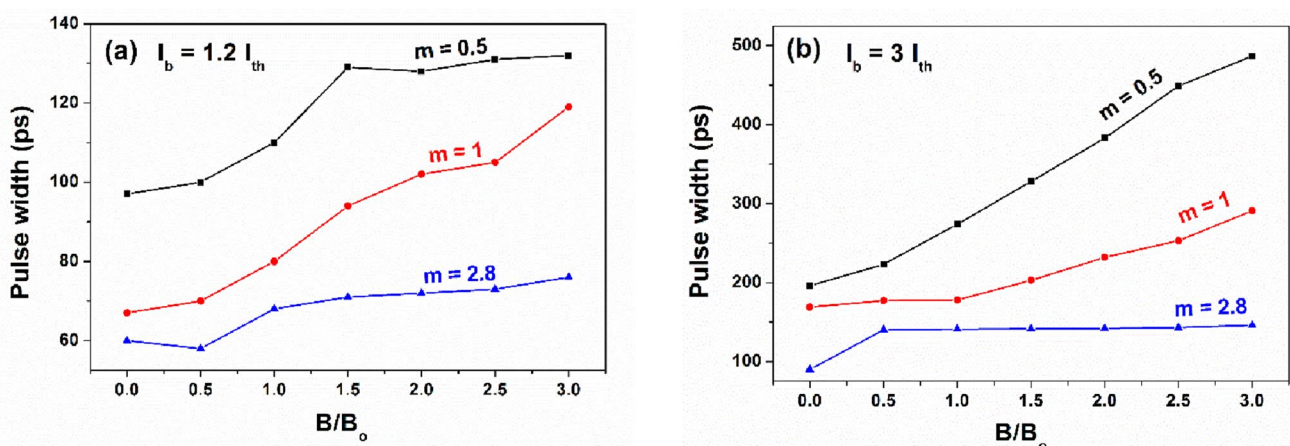 (a) I_b = 1.2 I_th
m = 0.5
m = 1
m = 2.8
Pulse width (ps)
140
120
100
80
60
0.0 0.5 1.0 1.5 2.0 2.5 3.0
B/B_o
(b) I_b = 3 I_th
m = 0.5
m = 1
m = 2.8
Pulse width (ps)
500
400
300
200
100
0.0 0.5 1.0 1.5 2.0 2.5 3.0
B/B_o